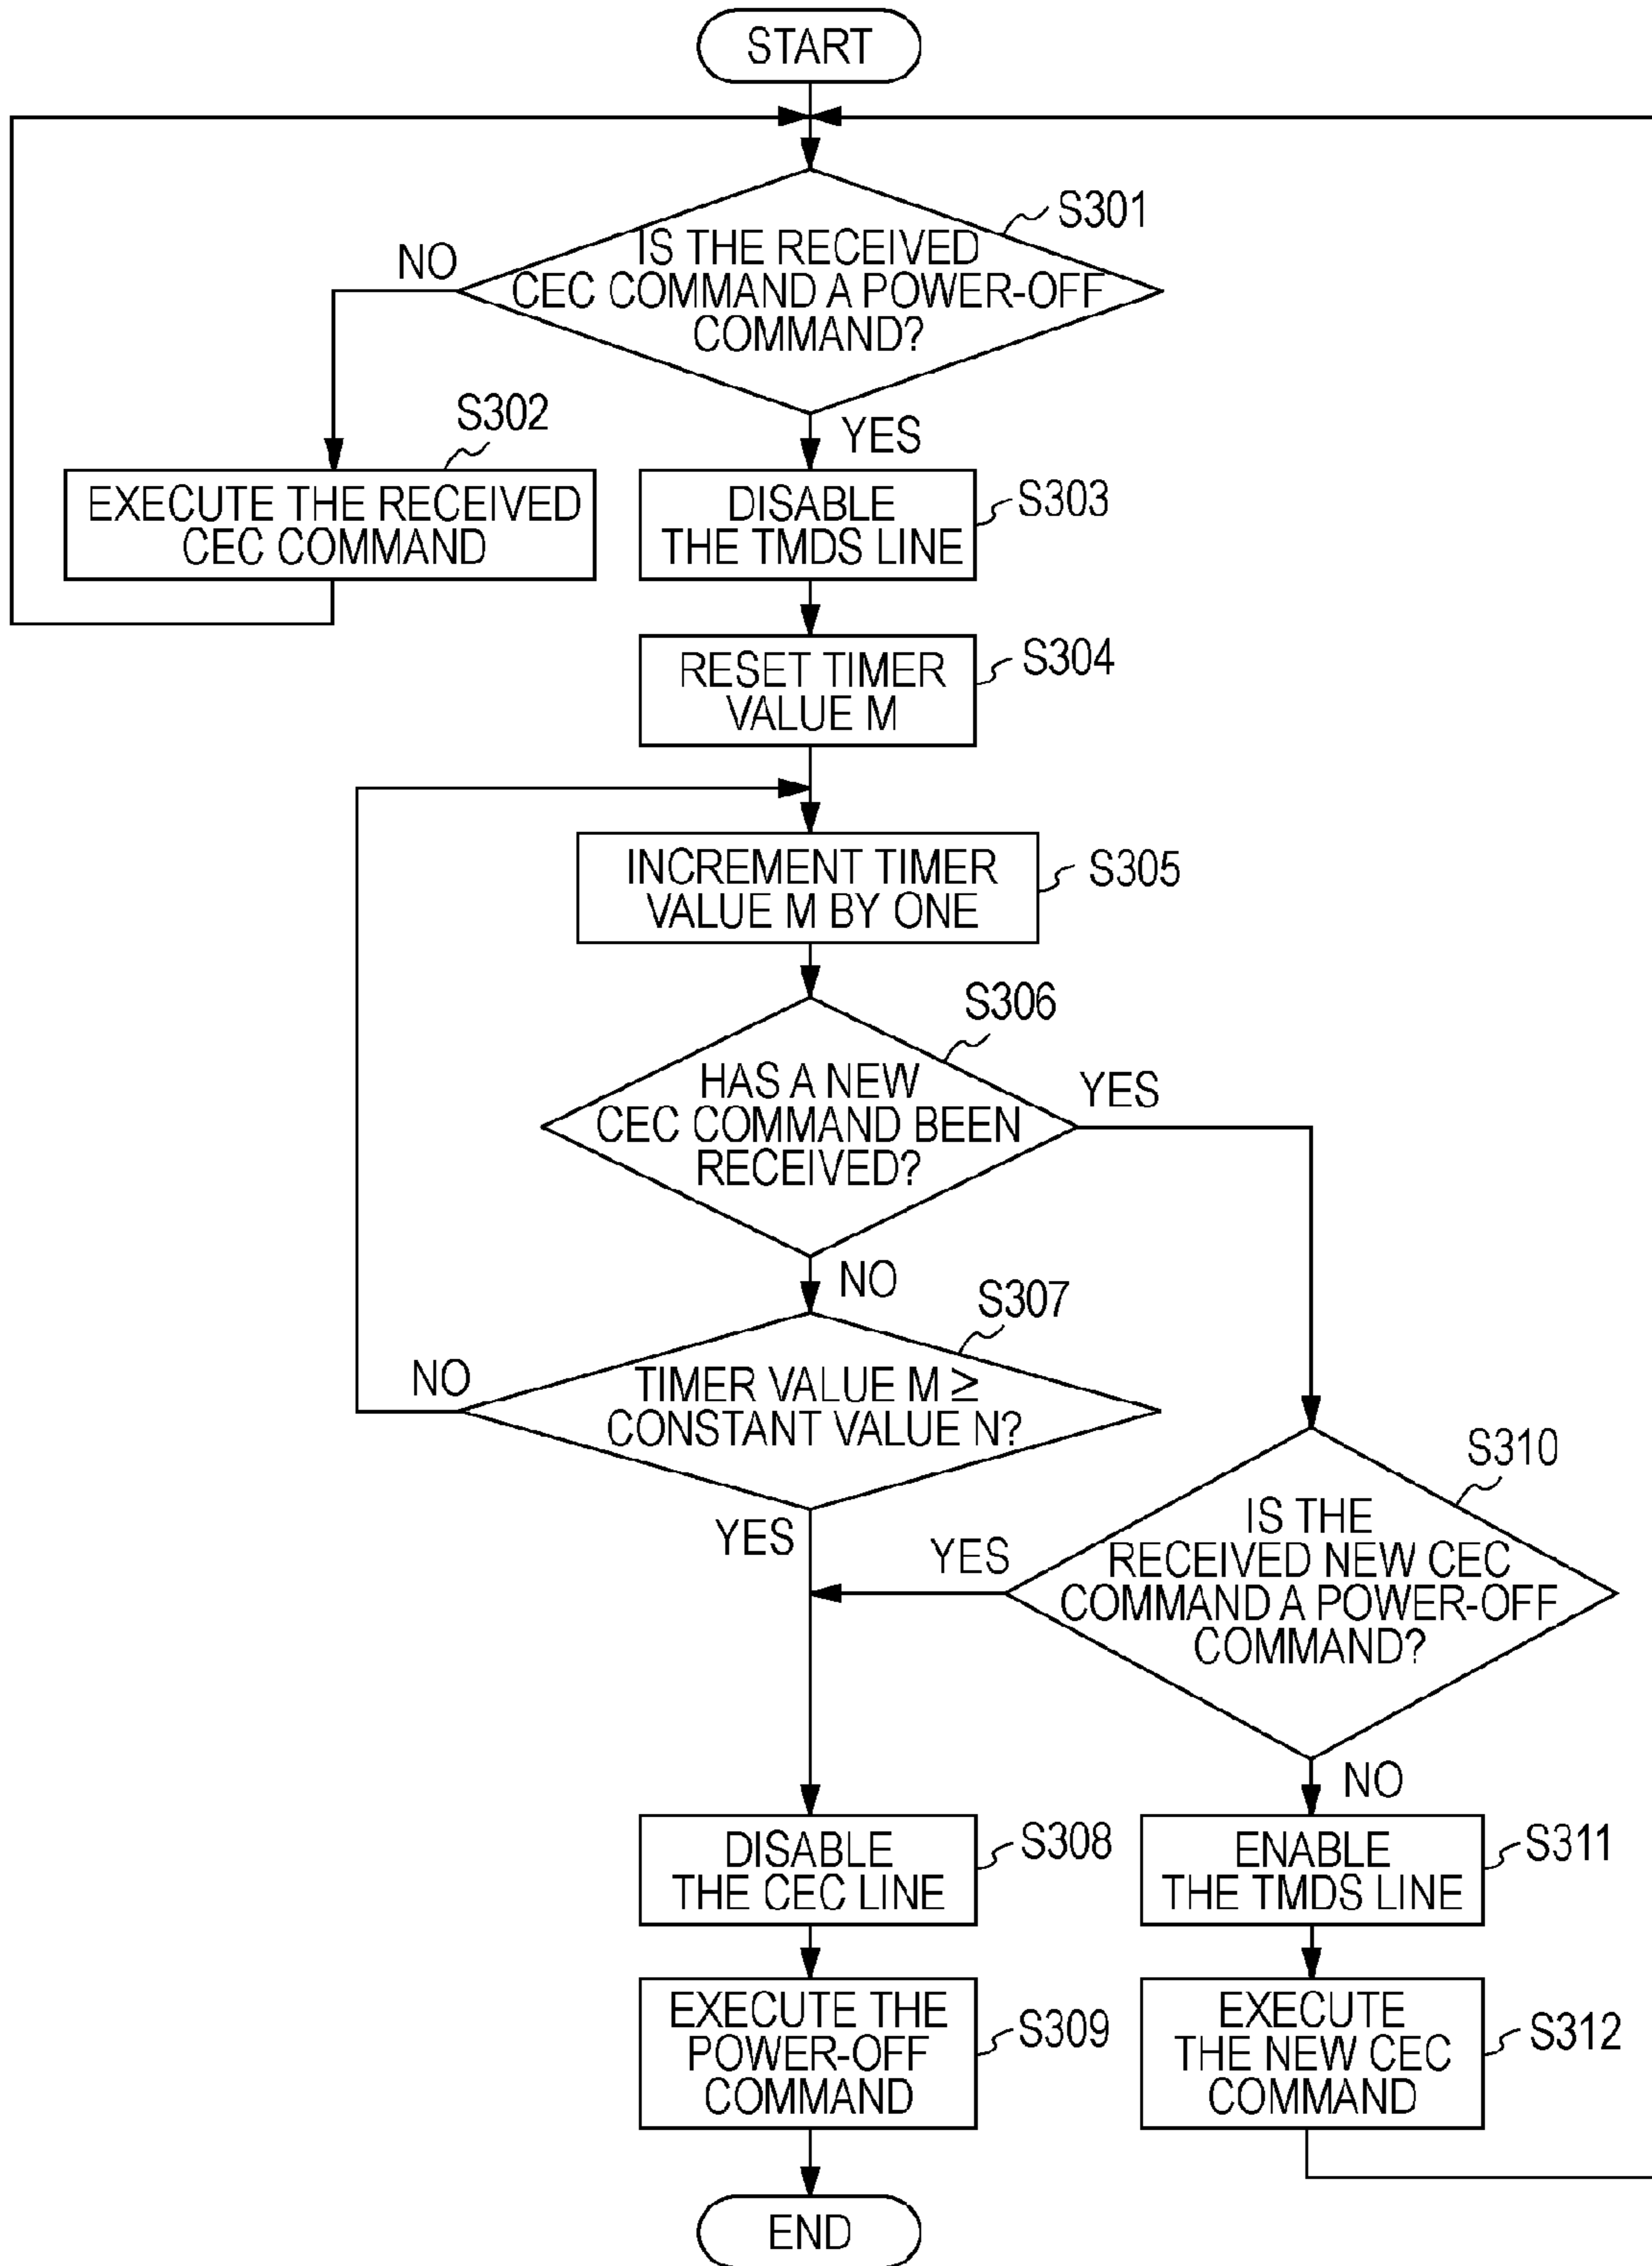 START
S301
IS THE RECEIVED
CEC COMMAND A POWER-OFF
COMMAND?
NO
YES
S302
EXECUTE THE RECEIVED
CEC COMMAND
S303
DISABLE
THE TMDS LINE
S304
RESET TIMER
VALUE M
S305
INCREMENT TIMER
VALUE M BY ONE
S306
HAS A NEW
CEC COMMAND BEEN
RECEIVED?
YES
NO
S307
TIMER VALUE M ≥
CONSTANT VALUE N?
NO
YES
S310
IS THE
RECEIVED NEW CEC
COMMAND A POWER-OFF
COMMAND?
YES
NO
S308
DISABLE
THE CEC LINE
S311
ENABLE
THE TMDS LINE
S309
EXECUTE THE
POWER-OFF
COMMAND
S312
EXECUTE
THE NEW CEC
COMMAND
END